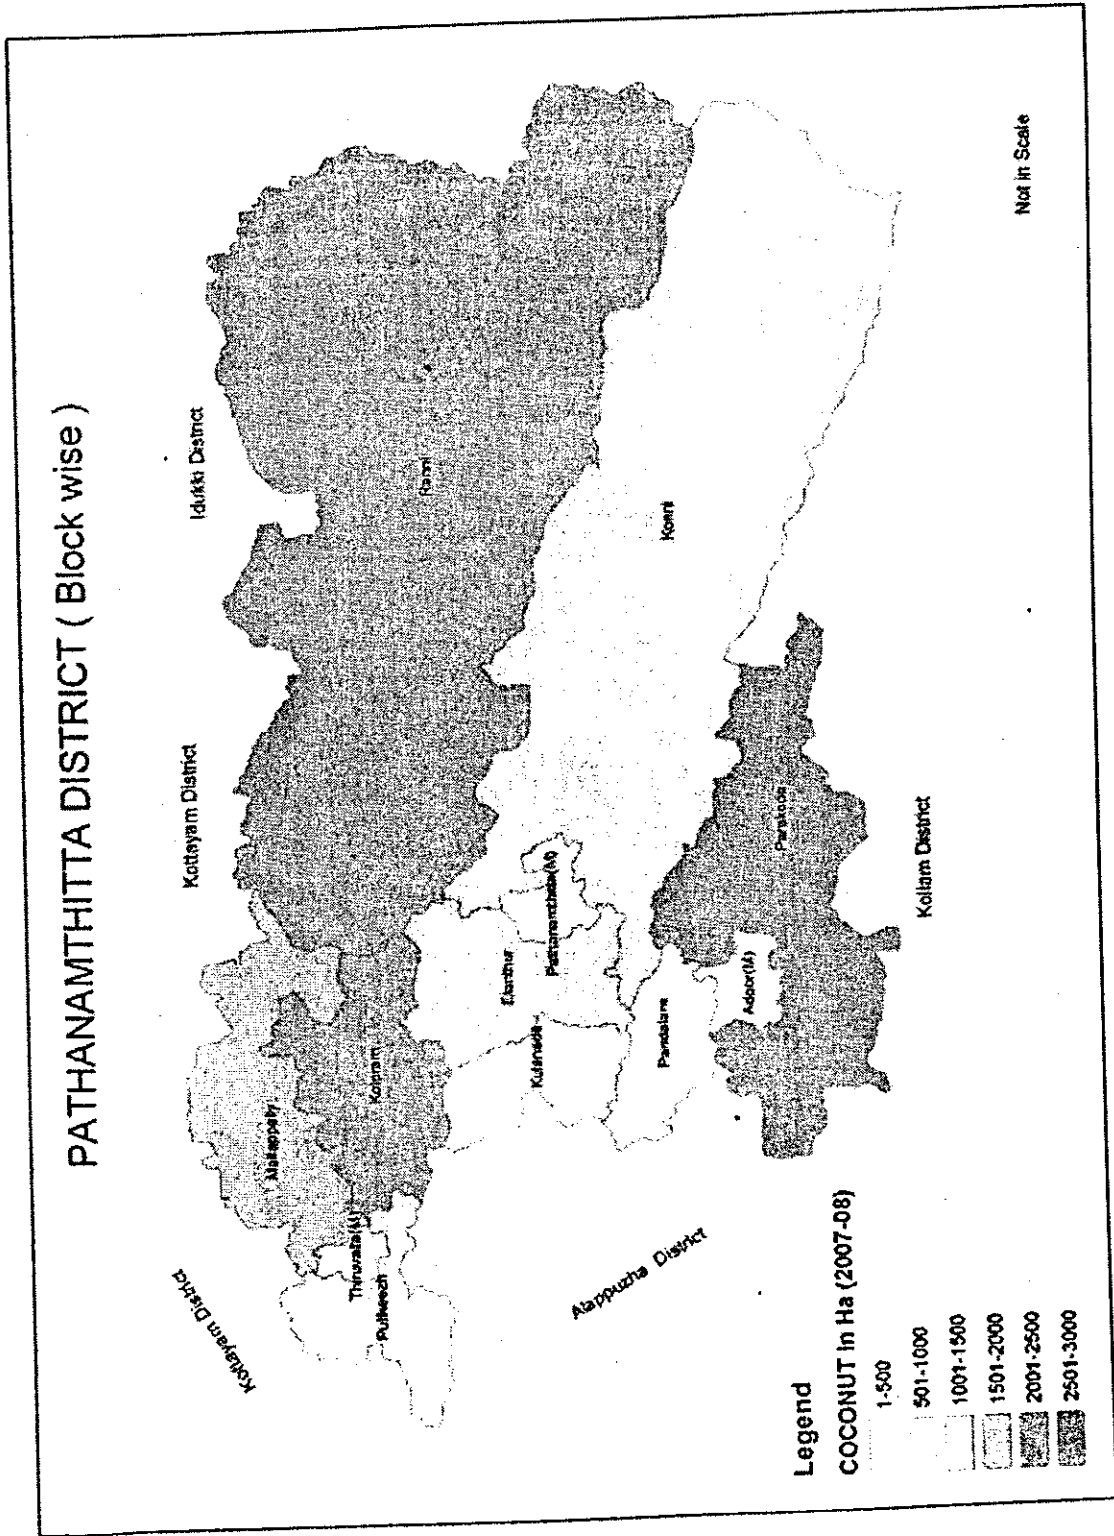 PATHANAMTHITTA DISTRICT ( Block wise )
Kottayam District
Kottayam District
Idukki District
Mallappally
Koipram
Ranni
Thiruvalla(M)
Pulikeezh
Elanthur
Pattanamthitta(M)
Kulanada
Konni
Pandalam
Adoor(M)
Parakode
Alappuzha District
Kollam District
Legend
COCONUT in Ha (2007-08)
1-500
501-1000
1001-1500
1501-2000
2001-2500
2501-3000
Not in Scale